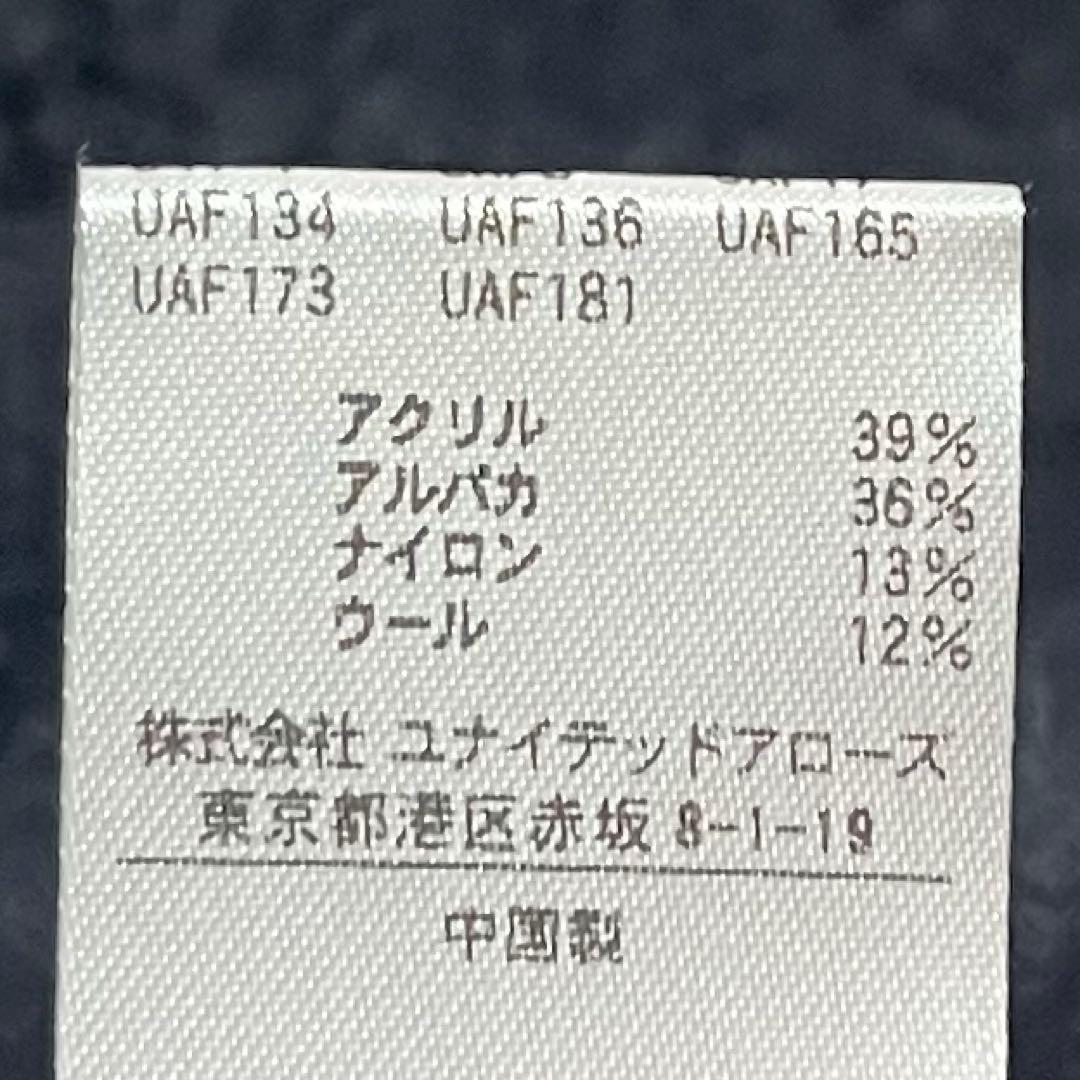 UAF134 UAF136 UAF165
UAF173 UAF181
アクリル 39%
アルパカ 36%
ナイロン 13%
ウール 12%
株式会社 ユナイテッドアローズ
東京都港区赤坂 8-1-19
中国製